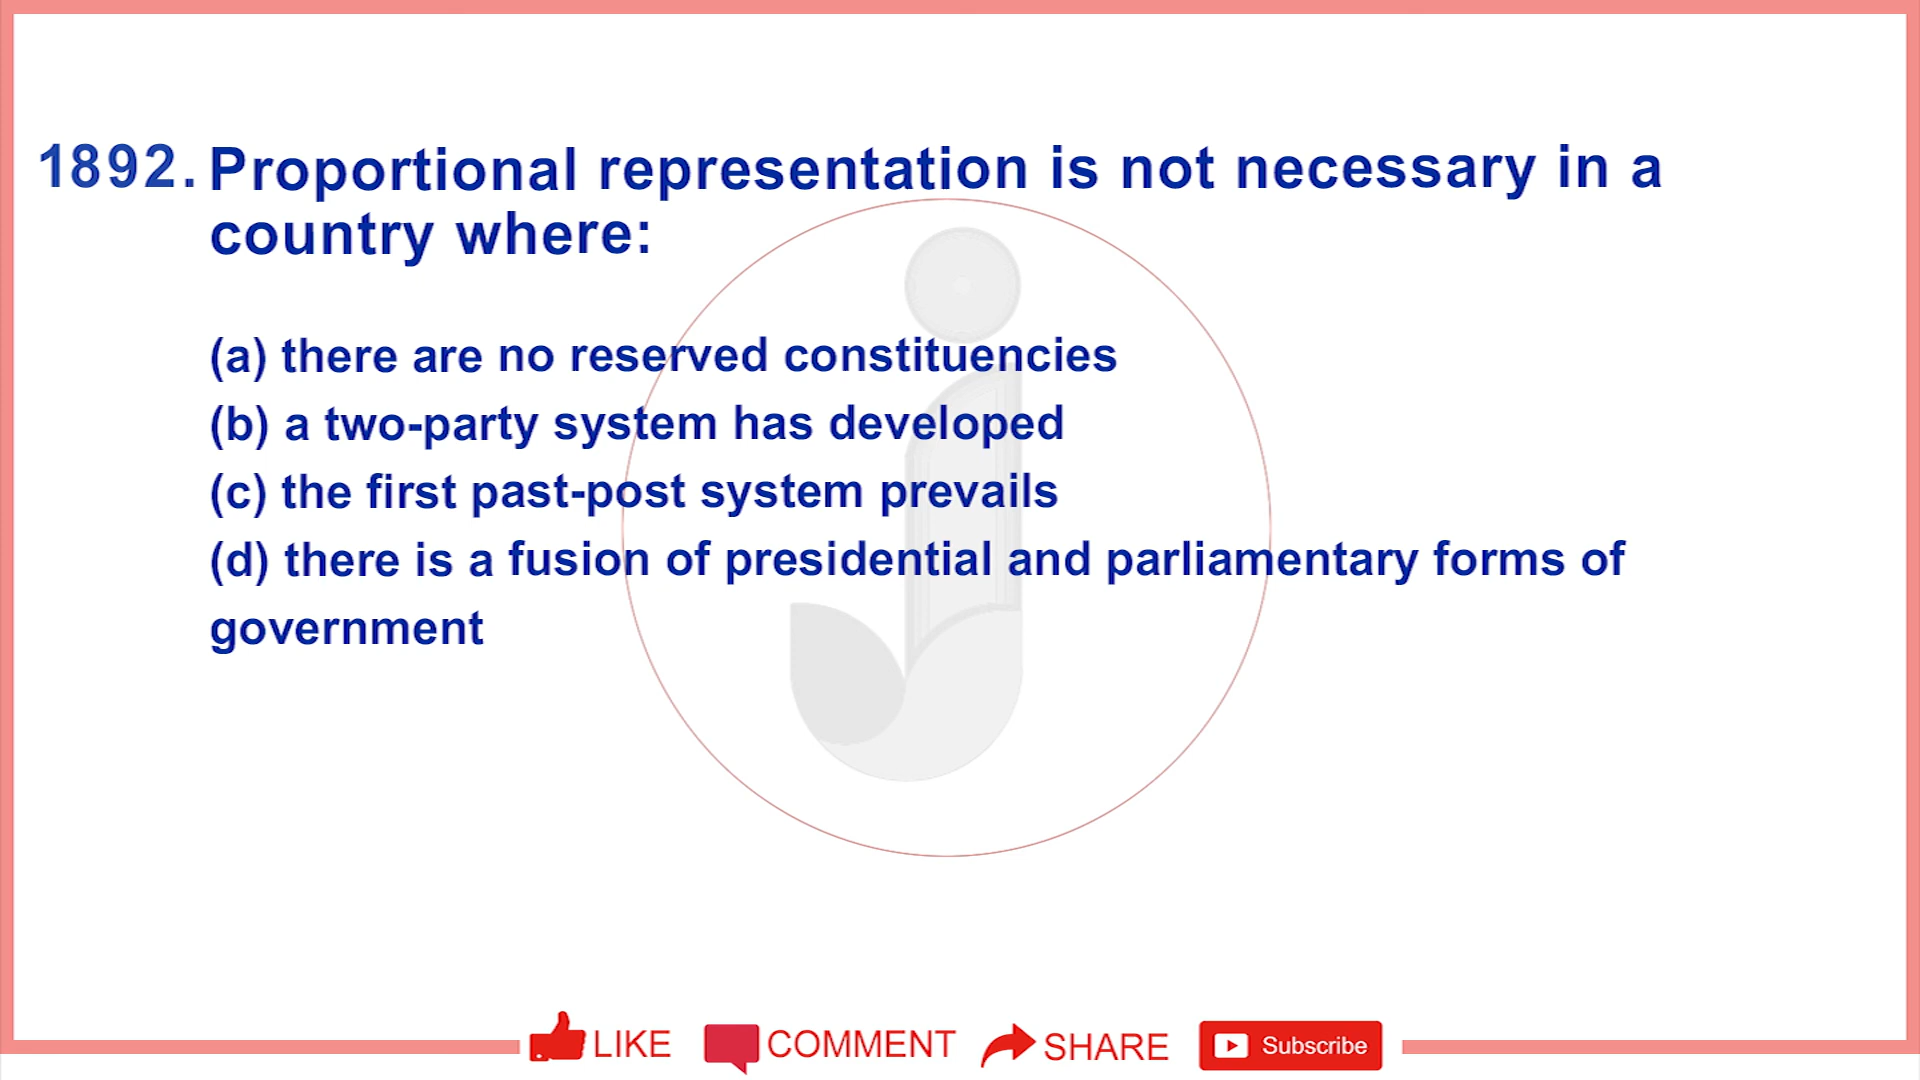 1892. Proportional representation is not necessary in a
country where:
(a) there are no reserved constituencies
(b) a two-party system has developed
(c) the first past-post system prevails
(d) there is a fusion of presidential and parliamentary forms of
government
LIKE COMMENT SHARE Subscribe